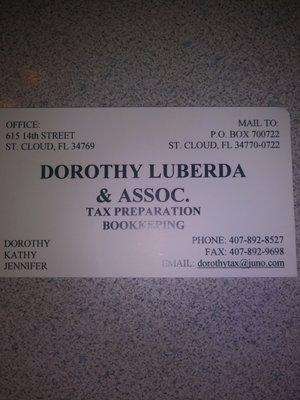 OFFICE:
615 14th STREET
ST. CLOUD, FL 34769
MAIL TO:
P.O. BOX 700722
ST. CLOUD, FL 34770-0722
DOROTHY LUBERDA
& ASSOC.
TAX PREPARATION
BOOKKEPING
DOROTHY
KATHY
JENNIFER
PHONE: 407-892-8527
FAX: 407-892-9698
EMAIL: dorothytax@juno.com